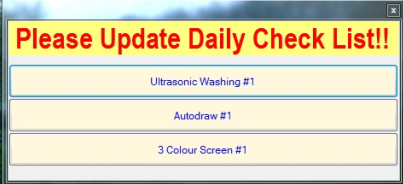 Please Update Daily Check List!!
Ultrasonic Washing #1
Autodraw #1
3 Colour Screen #1